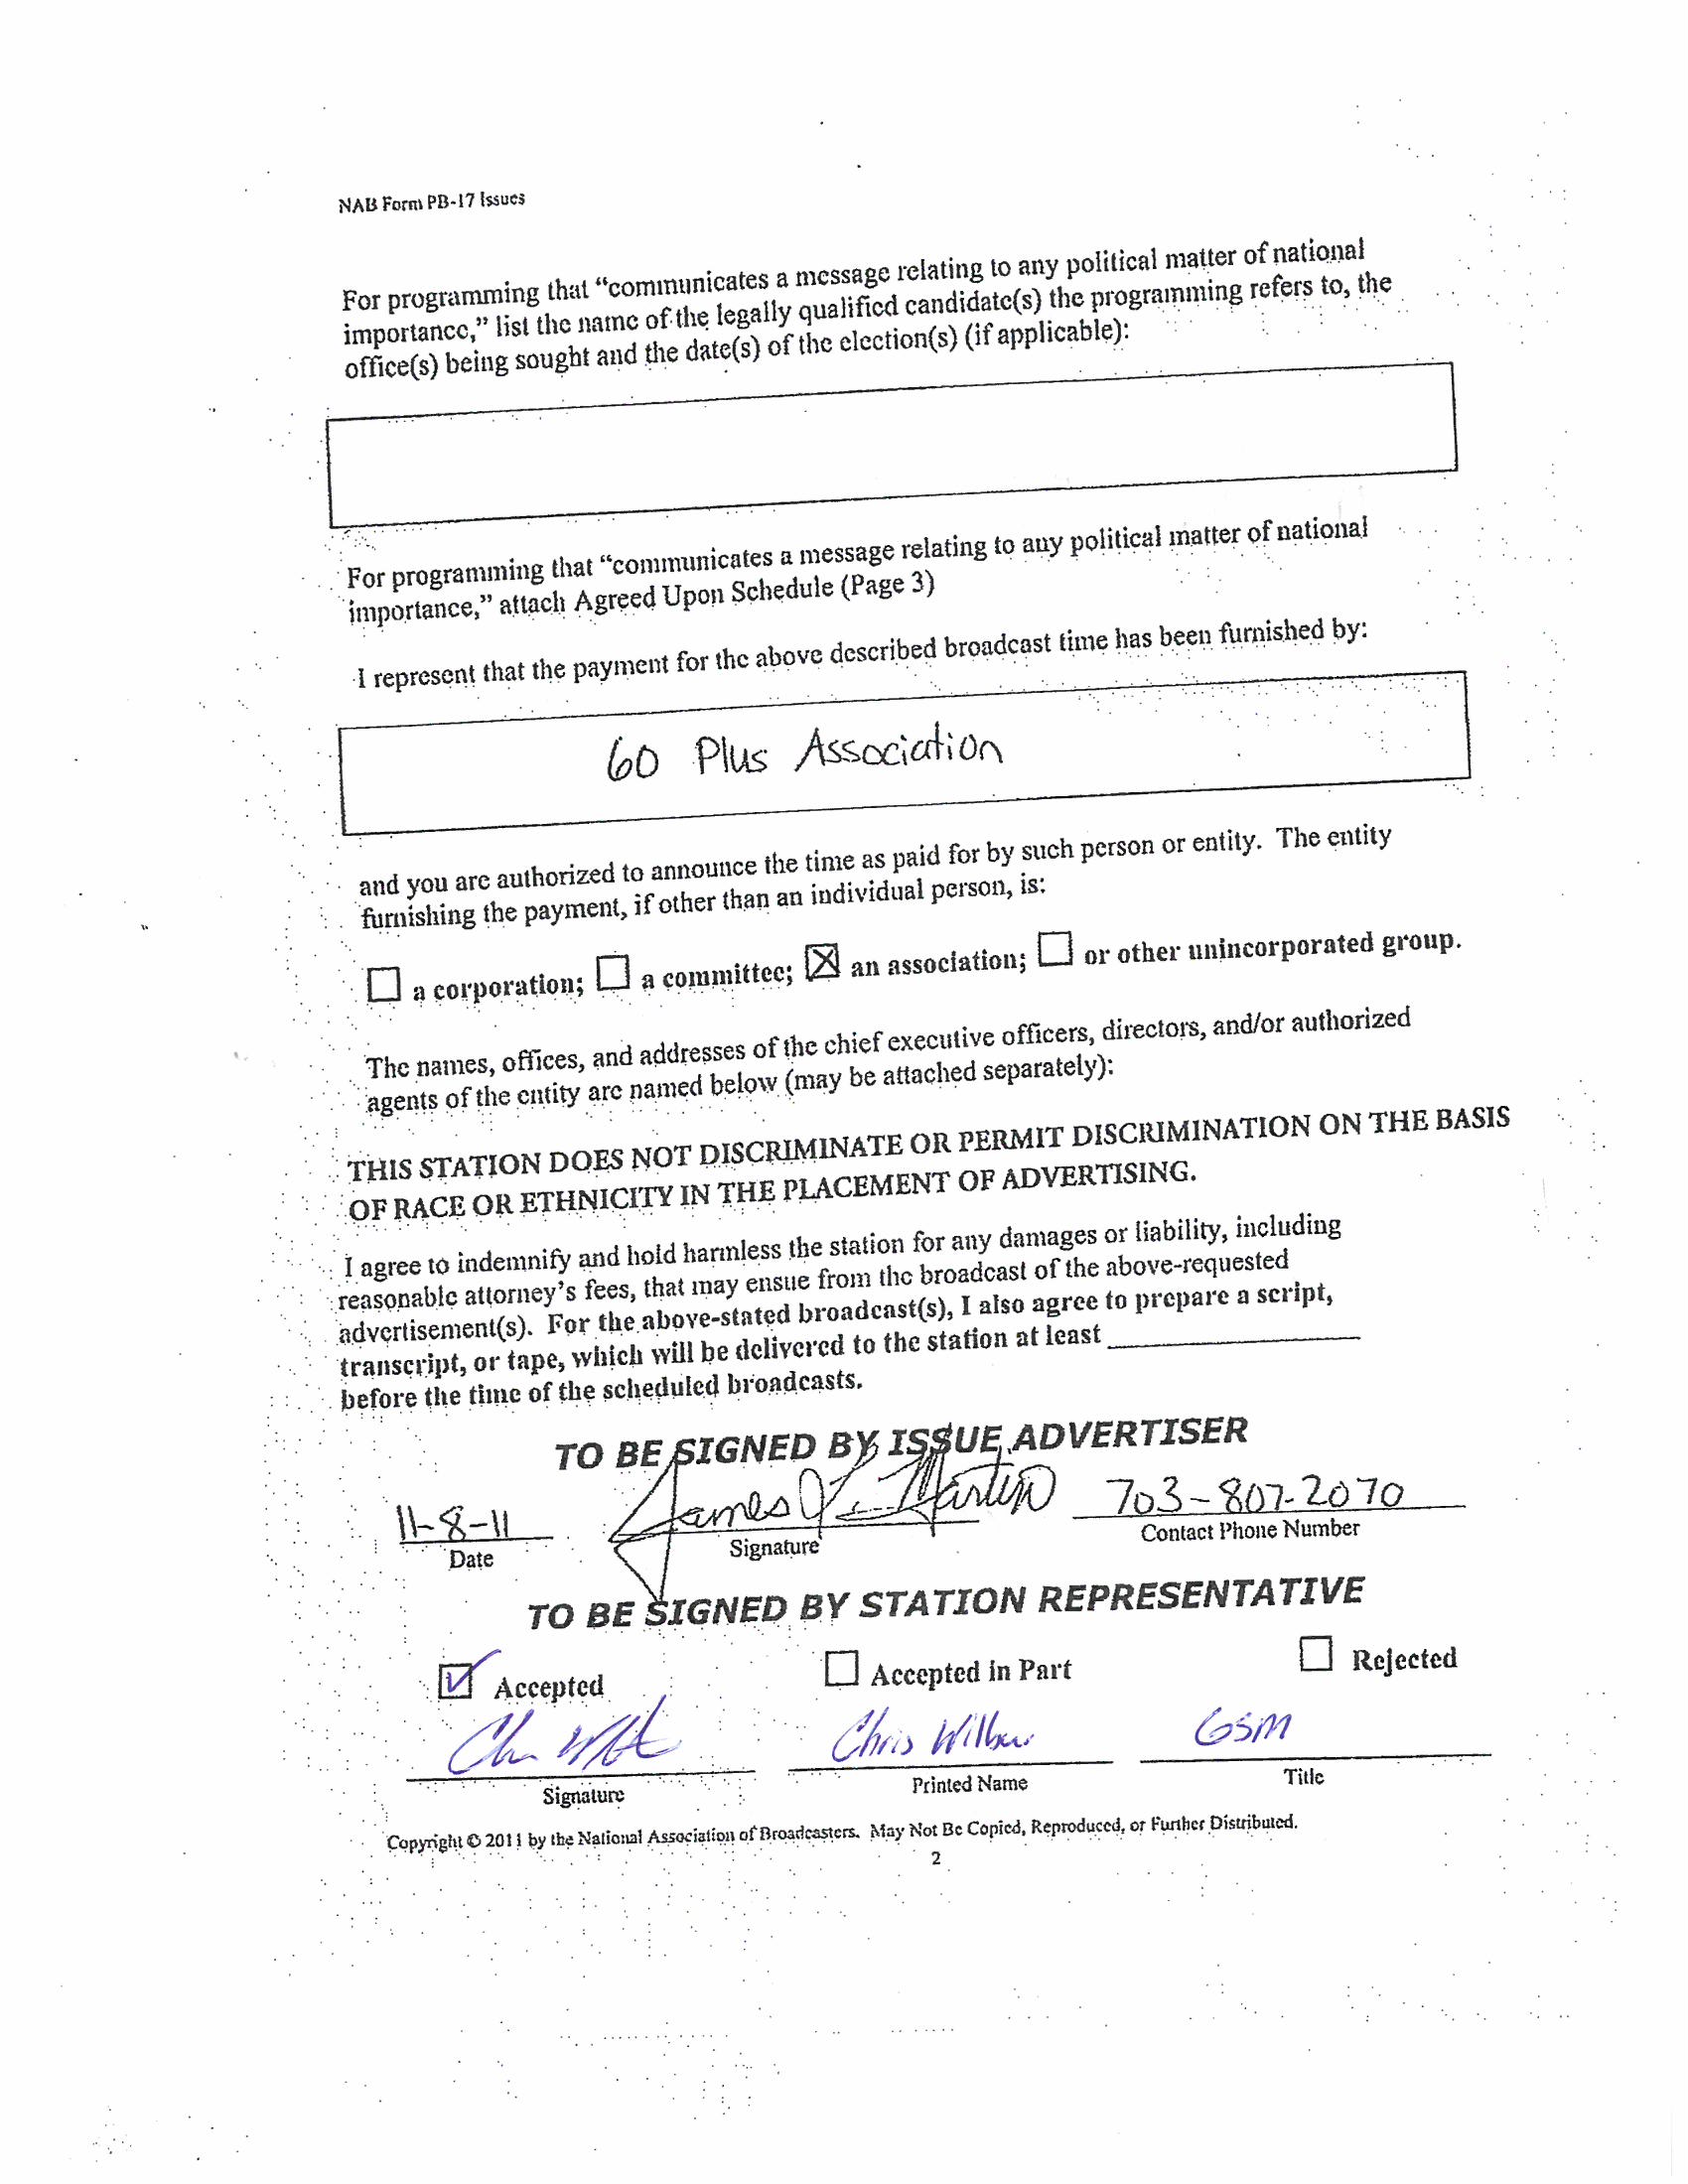 NAB Form PB-17 Issues
For programming that “communicates a message relating to any political matter of national
importance,” list the name of the legally qualified candidate(s) the programming refers to, the
office(s) being sought and the date(s) of the election(s) (if applicable):
For programming that “communicates a message relating to any political matter of national
importance,” attach Agreed Upon Schedule (Page 3)
I represent that the payment for the above described broadcast time has been furnished by:
60 Plus Association
and you are authorized to announce the time as paid for by such person or entity. The entity
furnishing the payment, if other than an individual person, is:
☐ a corporation; ☐ a committee; ☒ an association; ☐ or other unincorporated group.
The names, offices, and addresses of the chief executive officers, directors, and/or authorized
agents of the entity are named below (may be attached separately):
THIS STATION DOES NOT DISCRIMINATE OR PERMIT DISCRIMINATION ON THE BASIS
OF RACE OR ETHNICITY IN THE PLACEMENT OF ADVERTISING.
I agree to indemnify and hold harmless the station for any damages or liability, including
reasonable attorney’s fees, that may ensue from the broadcast of the above-requested
advertisement(s). For the above-stated broadcast(s), I also agree to prepare a script,
transcript, or tape, which will be delivered to the station at least
before the time of the scheduled broadcasts.
TO BE SIGNED BY ISSUE ADVERTISER
11-8-11 James L. Martin 703-807-2070
Date Signature Contact Phone Number
TO BE SIGNED BY STATION REPRESENTATIVE
☑ Accepted ☐ Accepted in Part ☐ Rejected
Chris GSM
Signature Printed Name Title
Copyright © 2011 by the National Association of Broadcasters. May Not Be Copied, Reproduced, or Further Distributed.
2